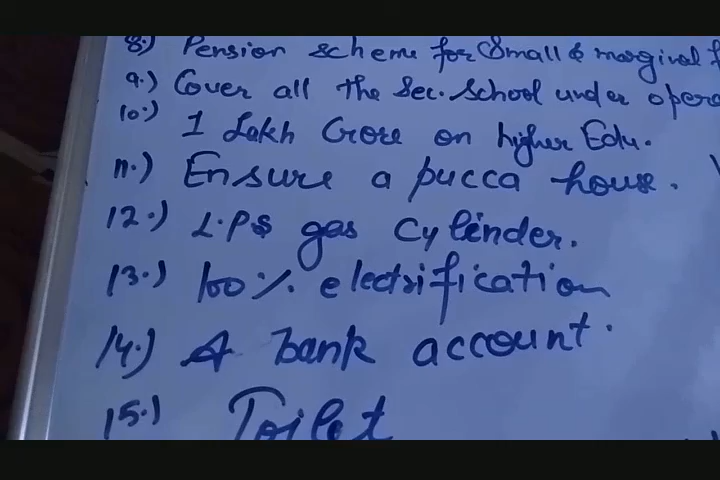 8.) Pension scheme for Small & marginal f
9.) Cover all the Sec. School under opera
10.) 1 Lakh Crore on higher Edu.
11.) Ensure a pucca house.
12.) L.P.G gas Cylinder.
13.) 100% electrification
14.) A bank account.
15.) Toilet